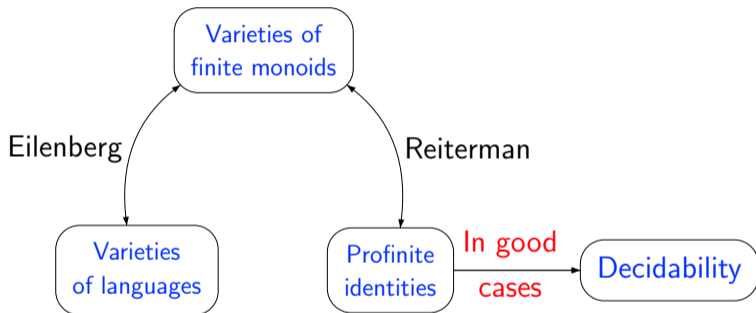 Varieties of
finite monoids
Eilenberg
Reiterman
Varieties
of languages
Profinite
identities
In good
cases
Decidability